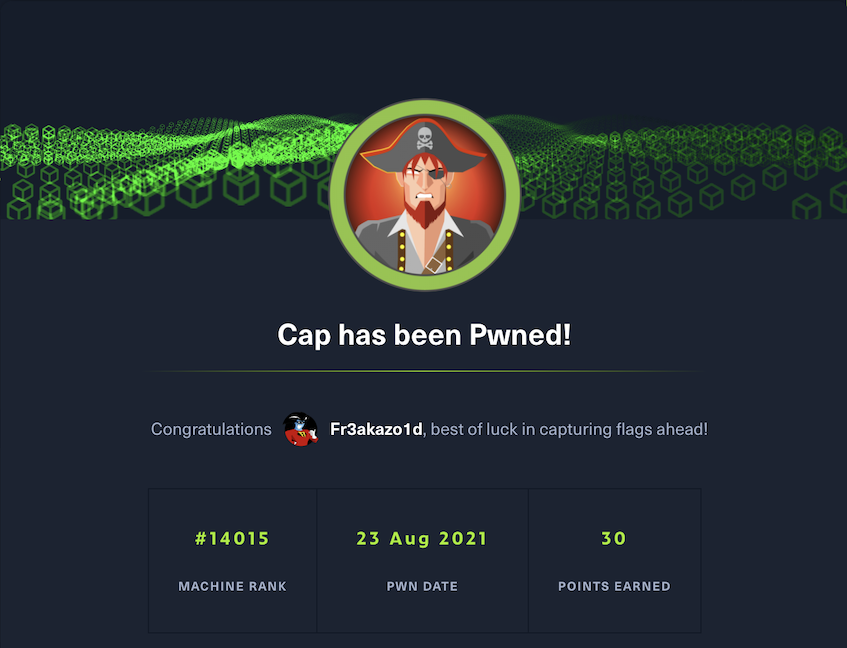 Cap has been Pwned!
Congratulations Fr3akazo1d, best of luck in capturing flags ahead!
#14015 23 Aug 2021 30
MACHINE RANK PWN DATE POINTS EARNED